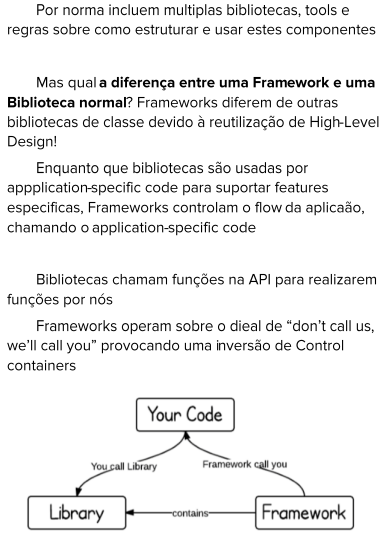 Por norma incluem multiplas bibliotecas, tools e
regras sobre como estruturar e usar estes componentes
Mas qual a diferença entre uma Framework e uma
Biblioteca normal? Frameworks diferem de outras
bibliotecas de classe devido à reutilização de High-Level
Design!
Enquanto que bibliotecas são usadas por
appplication-specific code para suportar features
especificas, Frameworks controlam o flow da aplicaão,
chamando o application-specific code
Bibliotecas chamam funções na API para realizarem
funções por nós
Frameworks operam sobre o dieal de “don’t call us,
we’ll call you” provocando uma inversão de Control
containers
Your Code
You call Library
Framework call you
Library
contains
Framework